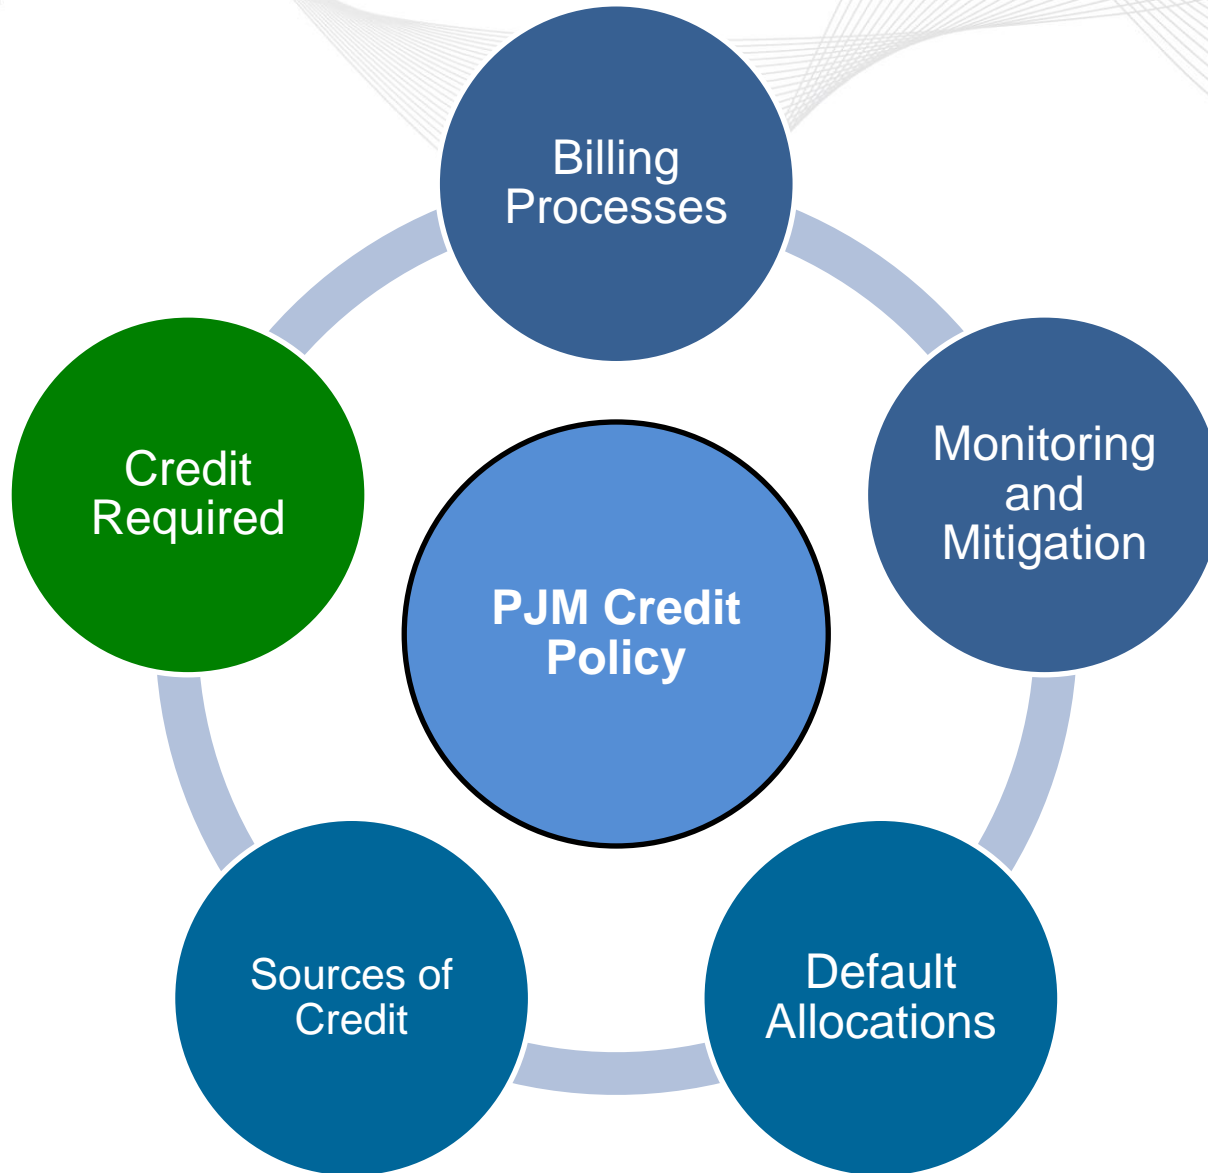 Billing
Processes
Monitoring
and
Mitigation
Credit
Required
PJM Credit
Policy
Sources of
Credit
Default
Allocations